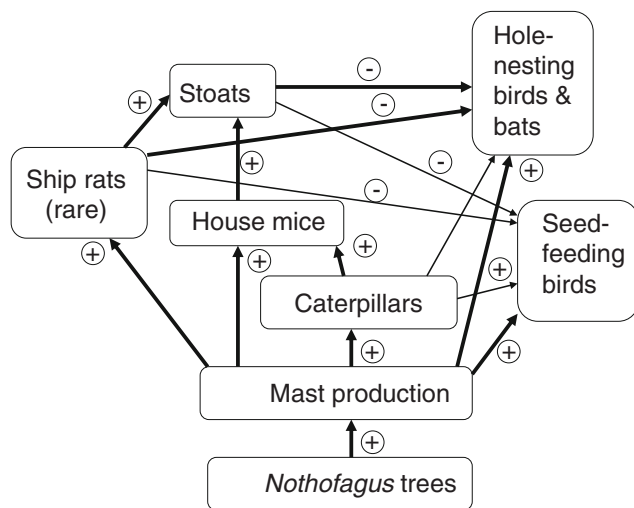 Hole-
nesting
birds &
bats
Stoats
-
+
-
Ship rats
(rare)
+
-
+
-
House mice
Seed-
feeding
birds
+
+
+
+
Caterpillars
+
+
Mast production
+
Nothofagus trees